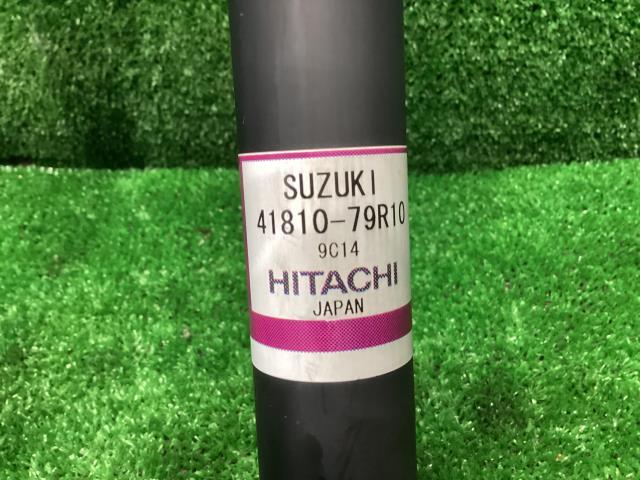 SUZUKI
41810-79R10
9C14
HITACHI
JAPAN